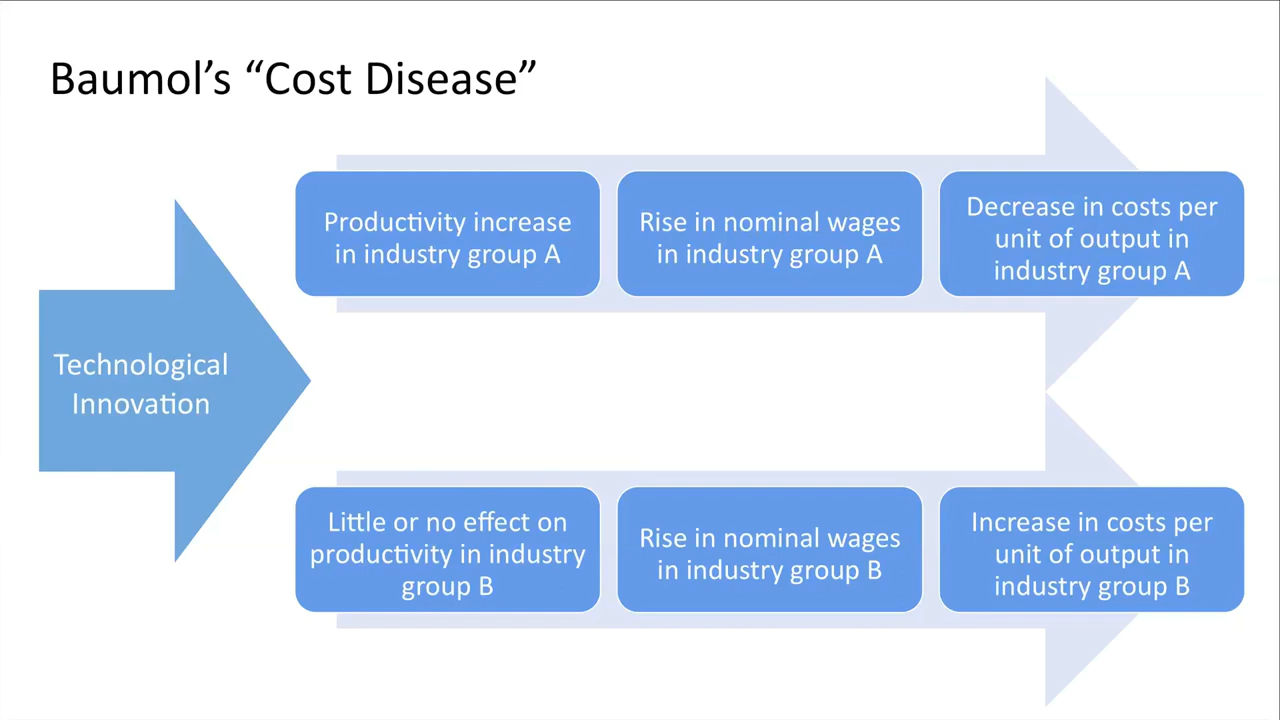 Baumol’s “Cost Disease”
Technological
Innovation
Productivity increase
in industry group A
Rise in nominal wages
in industry group A
Decrease in costs per
unit of output in
industry group A
Little or no effect on
productivity in industry
group B
Rise in nominal wages
in industry group B
Increase in costs per
unit of output in
industry group B